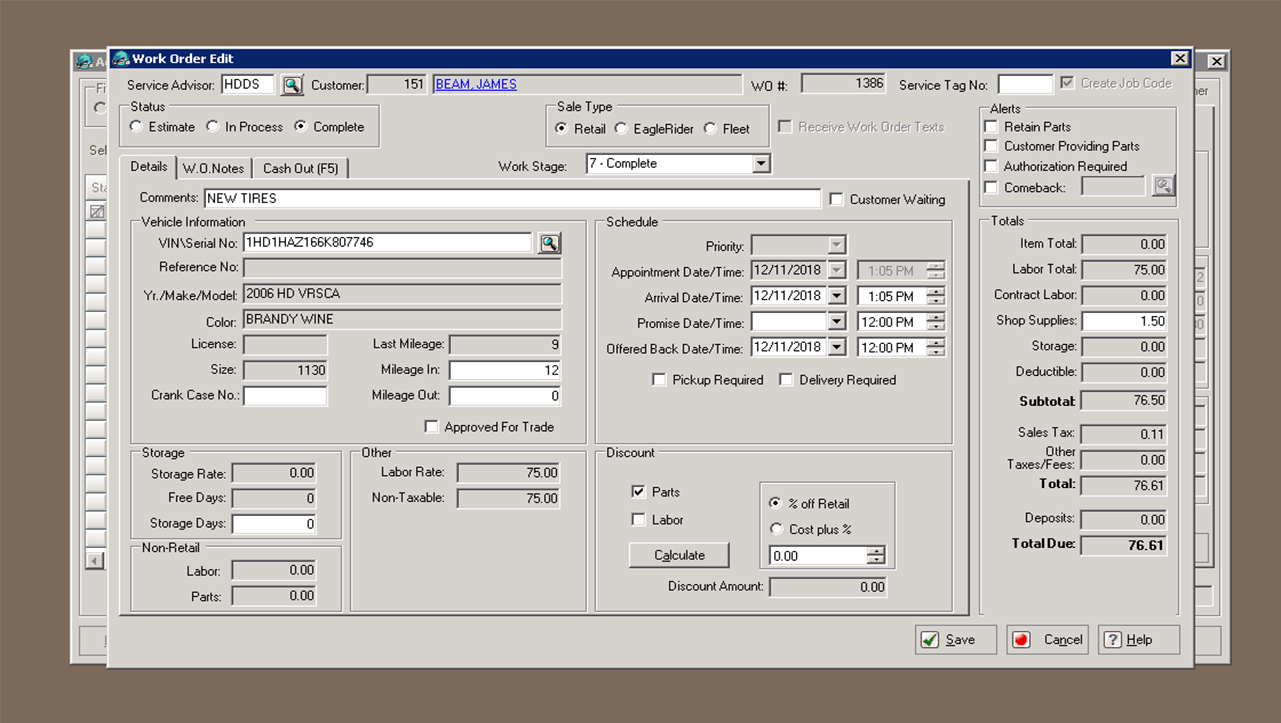 Work Order Edit
Service Advisor: HDDS Customer: 151 BEAM, JAMES WO #: 1386 Service Tag No: Create Job Code
Status Sale Type Alerts
Estimate In Process Complete Retail EagleRider Fleet Receive Work Order Texts Retain Parts
Customer Providing Parts
Details W.O.Notes Cash Out (F5) Work Stage: 7 - Complete Authorization Required
Comeback:
Comments: NEW TIRES Customer Waiting
Vehicle Information Schedule Totals
VIN\Serial No: 1HD1HAZ166K807746 Priority: Item Total: 0.00
Reference No: Appointment Date/Time: 12/11/2018 1:05 PM Labor Total: 75.00
Yr./Make/Model: 2006 HD VRSCA Arrival Date/Time: 12/11/2018 1:05 PM Contract Labor: 0.00
Color: BRANDY WINE Promise Date/Time: 12:00 PM Shop Supplies: 1.50
License: Last Mileage: 9 Offered Back Date/Time: 12/11/2018 12:00 PM Storage: 0.00
Size: 1130 Mileage In: 12 Pickup Required Delivery Required Deductible: 0.00
Crank Case No.: Mileage Out: 0 Subtotal: 76.50
Approved For Trade Sales Tax: 0.11
Storage Other Discount Other
Taxes/Fees: 0.00
Storage Rate: 0.00 Labor Rate: 75.00 Total: 76.61
Free Days: 0 Non-Taxable: 75.00 Parts % off Retail
Storage Days: 0 Labor Cost plus % Deposits: 0.00
Non-Retail Calculate 0.00 Total Due: 76.61
Labor: 0.00 Discount Amount: 0.00
Parts: 0.00
Save Cancel Help